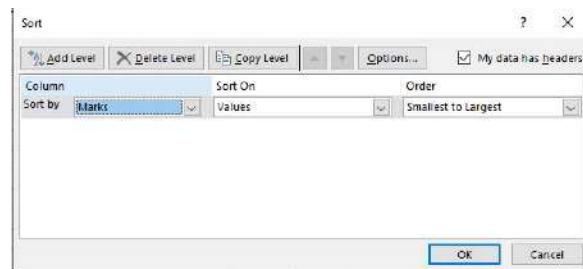 Sort ? ×
Add Level Delete Level Copy Level Options... My data has headers
Column Sort On Order
Sort by Marks Values Smallest to Largest
OK Cancel